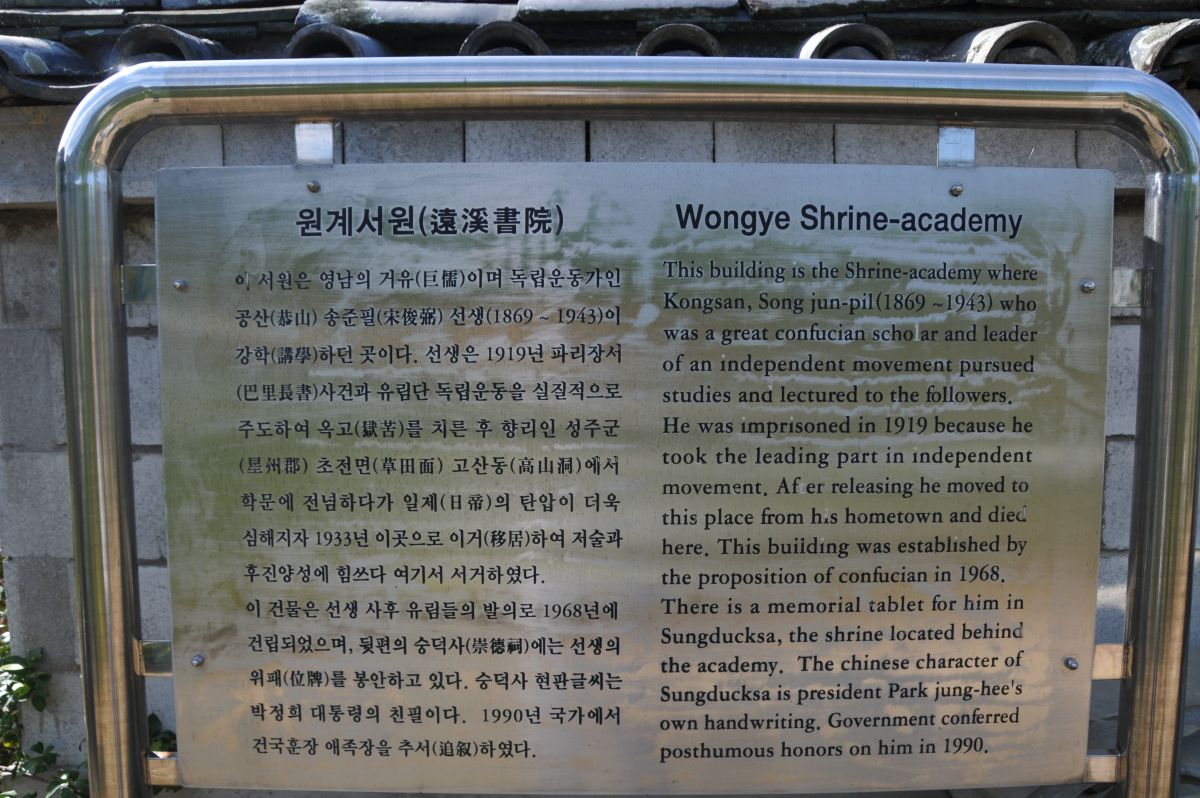 원계서원(遠溪書院)
이 서원은 영남의 거유(巨儒)이며 독립운동가인
공산(恭山) 송준필(宋俊弼) 선생(1869 ~ 1943)이
강학(講學)하던 곳이다. 선생은 1919년 파리장서
(巴里長書)사건과 유림단 독립운동을 실질적으로
주도하여 옥고(獄苦)를 치른 후 향리인 성주군
(星州郡) 초전면(草田面) 고산동(高山洞)에서
학문에 전념하다가 일제(日帝)의 탄압이 더욱
심해지자 1933년 이곳으로 이거(移居)하여 저술과
후진양성에 힘쓰다 여기서 서거하였다.
이 건물은 선생 사후 유림들의 발의로 1968년에
건립되었으며, 뒷편의 숭덕사(崇德祠)에는 선생의
위패(位牌)를 봉안하고 있다. 숭덕사 현판글씨는
박정희 대통령의 친필이다. 1990년 국가에서
건국훈장 애족장을 추서(追敍)하였다.
Wongye Shrine-academy
This building is the Shrine-academy where
Kongsan, Song jun-pil(1869 ~1943) who
was a great confucian scho ar and leader
of an independent movement pursued
studies and lectured to the followers.
He was imprisoned in 1919 because he
took the leading part in independent
movement. Af er releasing he moved to
this place from his hometown and died
here. This building was established by
the proposition of confucian in 1968.
There is a memorial tablet for him in
Sungducksa, the shrine located behind
the academy. The chinese character of
Sungducksa is president Park jung-hee's
own handwriting. Government conferred
posthumous honors on him in 1990.